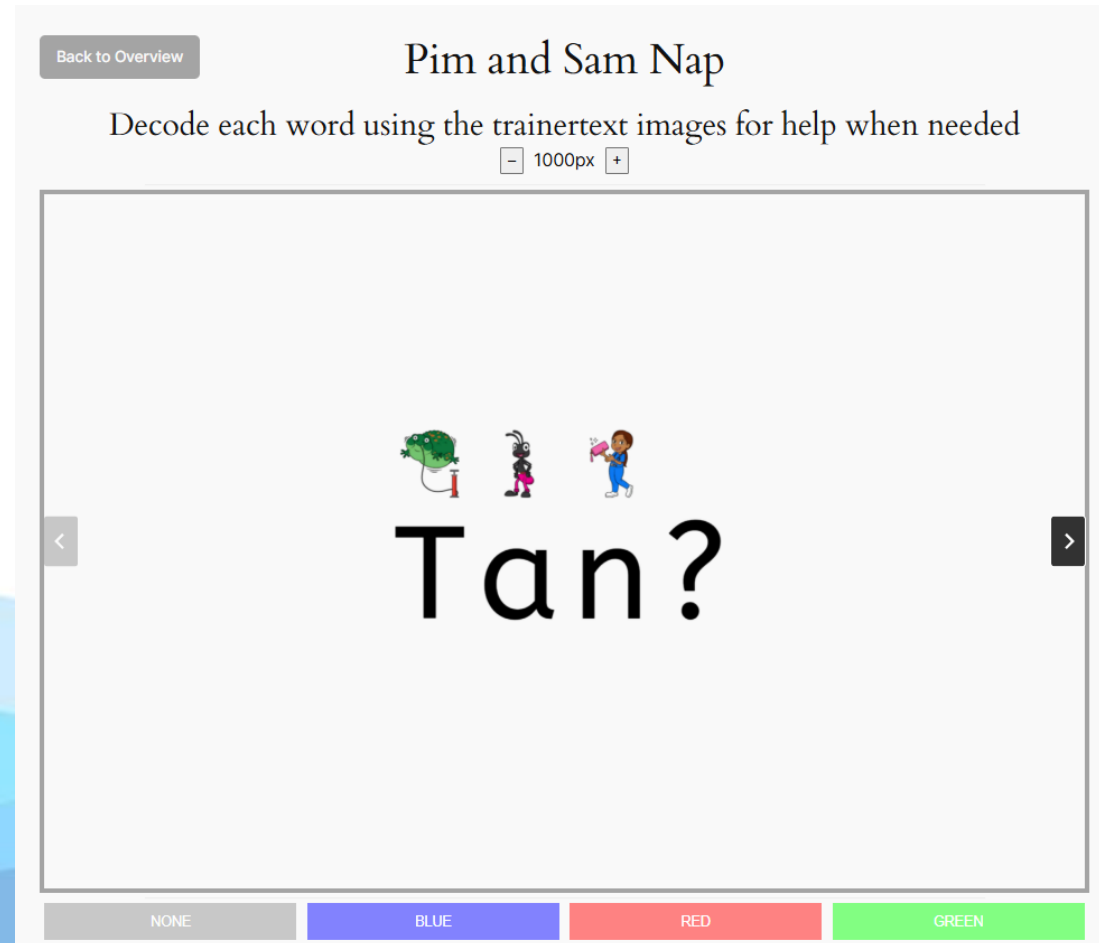 Back to Overview
Pim and Sam Nap
Decode each word using the trainertext images for help when needed
– 1000px +
Tan?
NONE BLUE RED GREEN